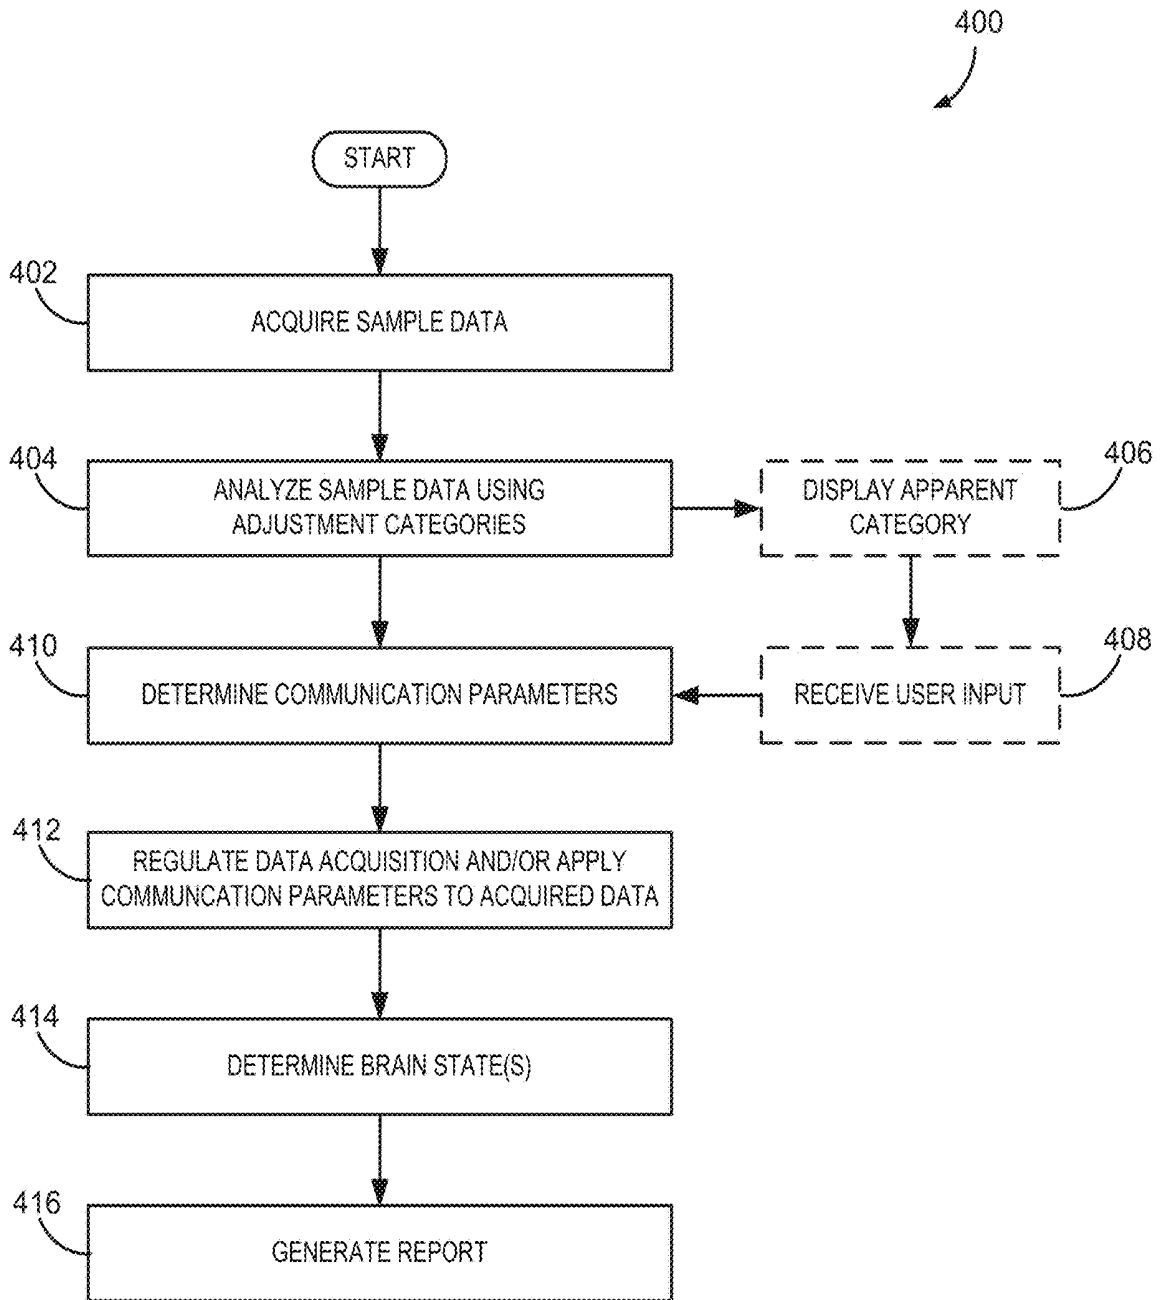 400
START
402
ACQUIRE SAMPLE DATA
404
ANALYZE SAMPLE DATA USING
ADJUSTMENT CATEGORIES
406
DISPLAY APPARENT
CATEGORY
410
DETERMINE COMMUNICATION PARAMETERS
408
RECEIVE USER INPUT
412
REGULATE DATA ACQUISITION AND/OR APPLY
COMMUNCATION PARAMETERS TO ACQUIRED DATA
414
DETERMINE BRAIN STATE(S)
416
GENERATE REPORT